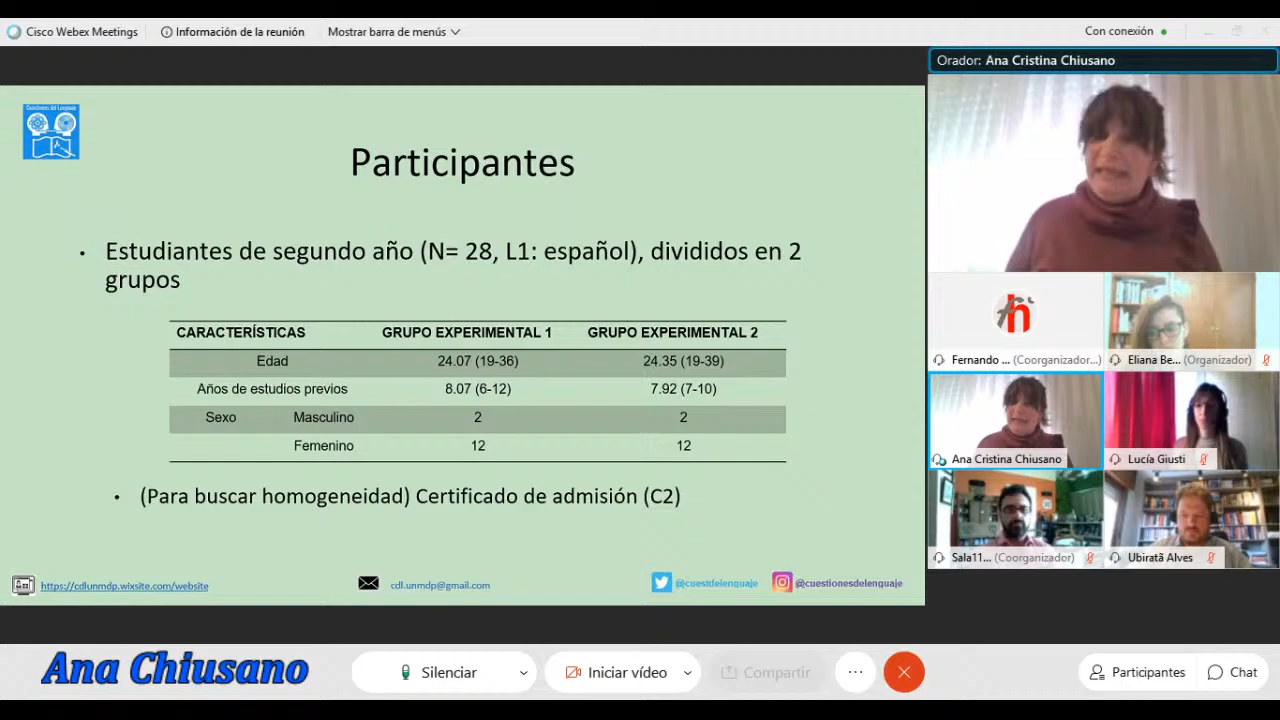 Cisco Webex Meetings
Información de la reunión
Mostrar barra de menús
Con conexión
Orador: Ana Cristina Chiusano
Cuestiones del Lenguaje
Participantes
• Estudiantes de segundo año (N= 28, L1: español), divididos en 2
grupos
CARACTERÍSTICAS GRUPO EXPERIMENTAL 1 GRUPO EXPERIMENTAL 2
Edad 24.07 (19-36) 24.35 (19-39)
Años de estudios previos 8.07 (6-12) 7.92 (7-10)
Sexo Masculino 2 2
Femenino 12 12
• (Para buscar homogeneidad) Certificado de admisión (C2)
https://cdlunmdp.wixsite.com/website
cdl.unmdp@gmail.com
@cuestdelenguaje
@cuestionesdelenguaje
fh
Fernando ... (Coorganizador...)
Eliana Be... (Organizador)
Ana Cristina Chiusano
Lucía Giusti
Sala11... (Coorganizador)
Ubiratã Alves
Ana Chiusano
Silenciar
Iniciar vídeo
Compartir
...
Participantes
Chat